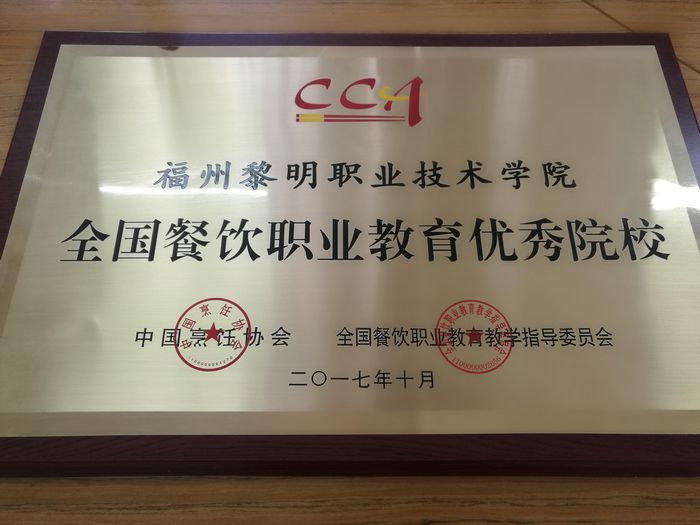 CCA
福州黎明职业技术学院
全国餐饮职业教育优秀院校
中国烹饪协会 全国餐饮职业教育教学指导委员会
二〇一七年十月